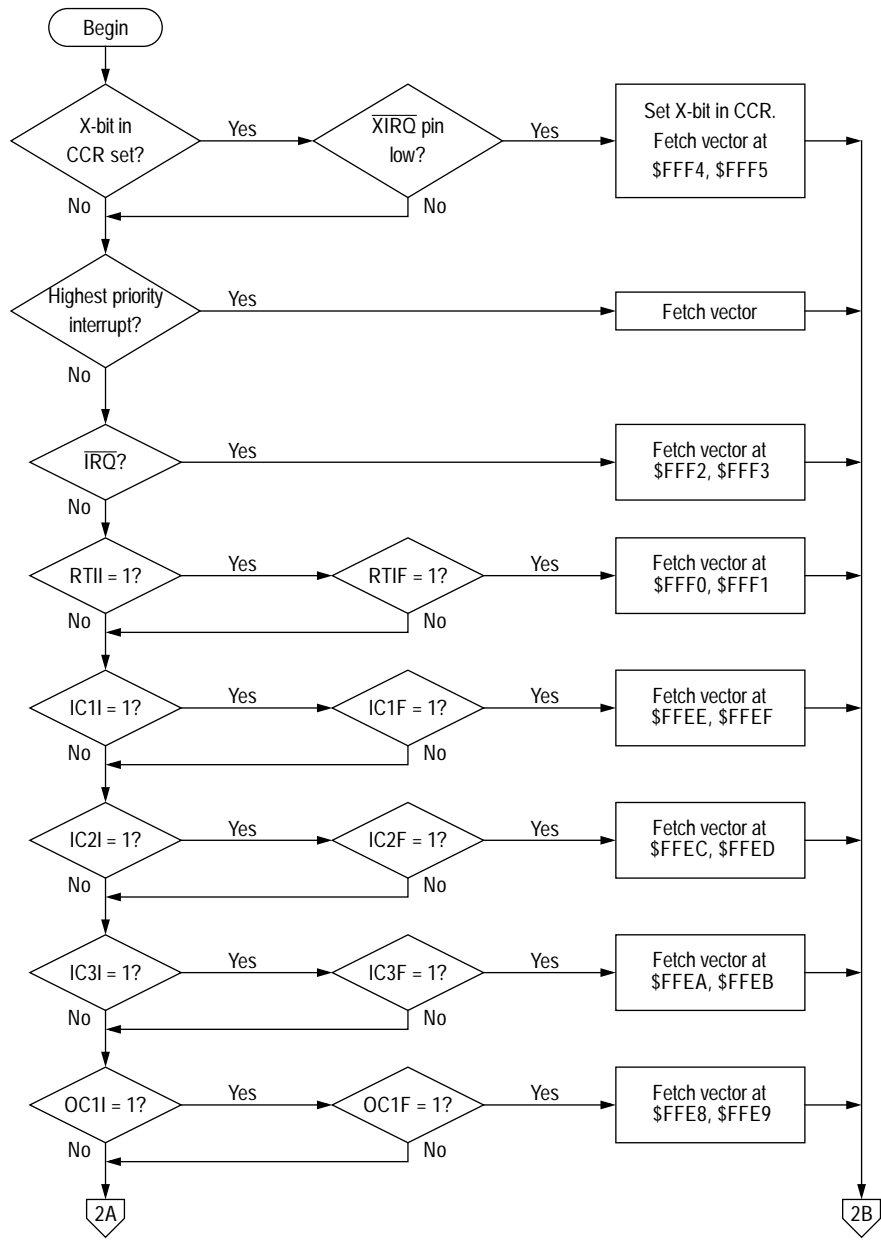 Begin
X-bit in
CCR set?
Yes
XIRQ pin
low?
Yes
Set X-bit in CCR.
Fetch vector at
$FFF4, $FFF5
No
No
Highest priority
interrupt?
Yes
Fetch vector
No
IRQ?
Yes
Fetch vector at
$FFF2, $FFF3
No
RTII = 1?
Yes
RTIF = 1?
Yes
Fetch vector at
$FFF0, $FFF1
No
No
IC1I = 1?
Yes
IC1F = 1?
Yes
Fetch vector at
$FFEE, $FFEF
No
No
IC2I = 1?
Yes
IC2F = 1?
Yes
Fetch vector at
$FFEC, $FFED
No
No
IC3I = 1?
Yes
IC3F = 1?
Yes
Fetch vector at
$FFEA, $FFEB
No
No
OC1I = 1?
Yes
OC1F = 1?
Yes
Fetch vector at
$FFE8, $FFE9
No
No
2A
2B